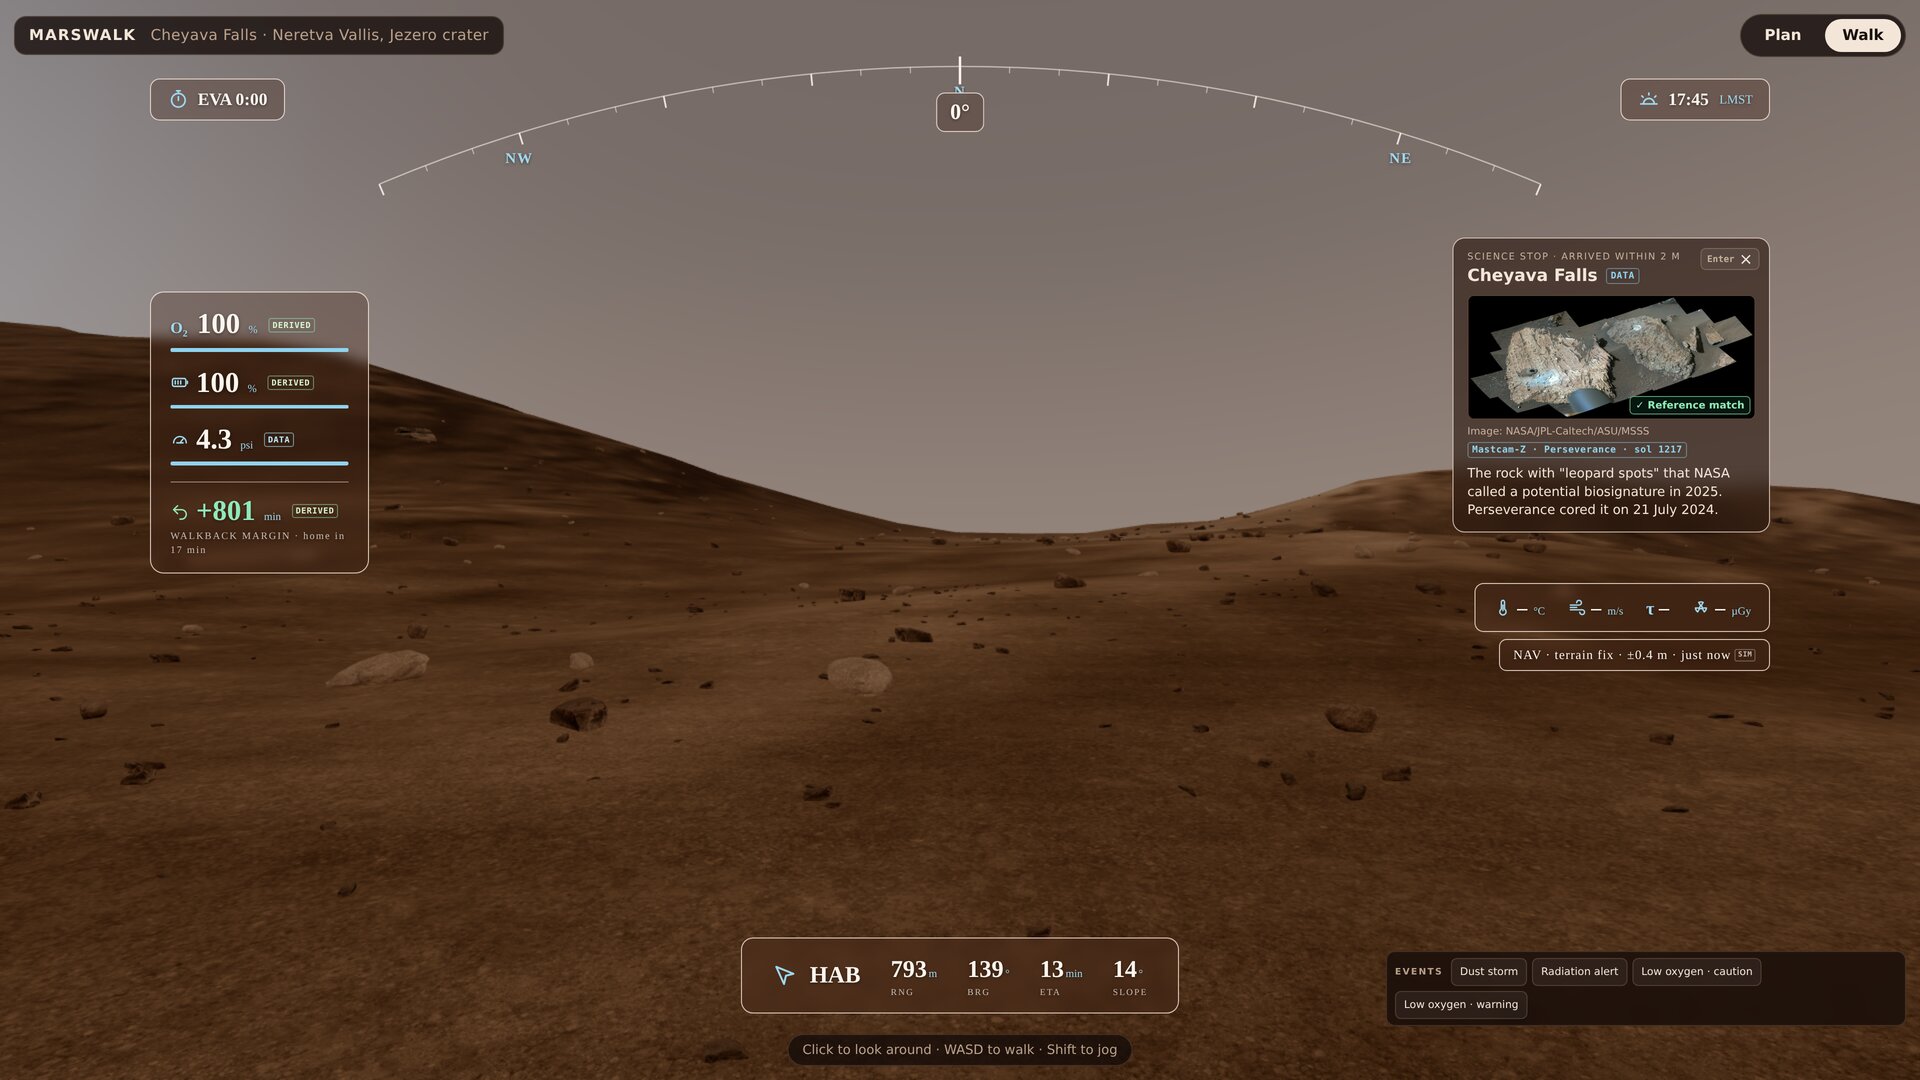 MARSWALK Cheyava Falls · Neretva Vallis, Jezero crater
Plan Walk
EVA 0:00
N
0°
17:45 LMST
NW
NE
SCIENCE STOP · ARRIVED WITHIN 2 M
Enter
Cheyava Falls DATA
✓ Reference match
Image: NASA/JPL-Caltech/ASU/MSSS
Mastcam-Z · Perseverance · sol 1217
The rock with "leopard spots" that NASA
called a potential biosignature in 2025.
Perseverance cored it on 21 July 2024.
O₂ 100 % DERIVED
100 % DERIVED
4.3 psi DATA
+801 min DERIVED
WALKBACK MARGIN · home in
17 min
– °C – m/s τ – – µGy
NAV · terrain fix · ±0.4 m · just now SIM
HAB 793 m 139 ° 13 min 14 °
RNG BRG ETA SLOPE
EVENTS Dust storm Radiation alert Low oxygen · caution
Low oxygen · warning
Click to look around · WASD to walk · Shift to jog